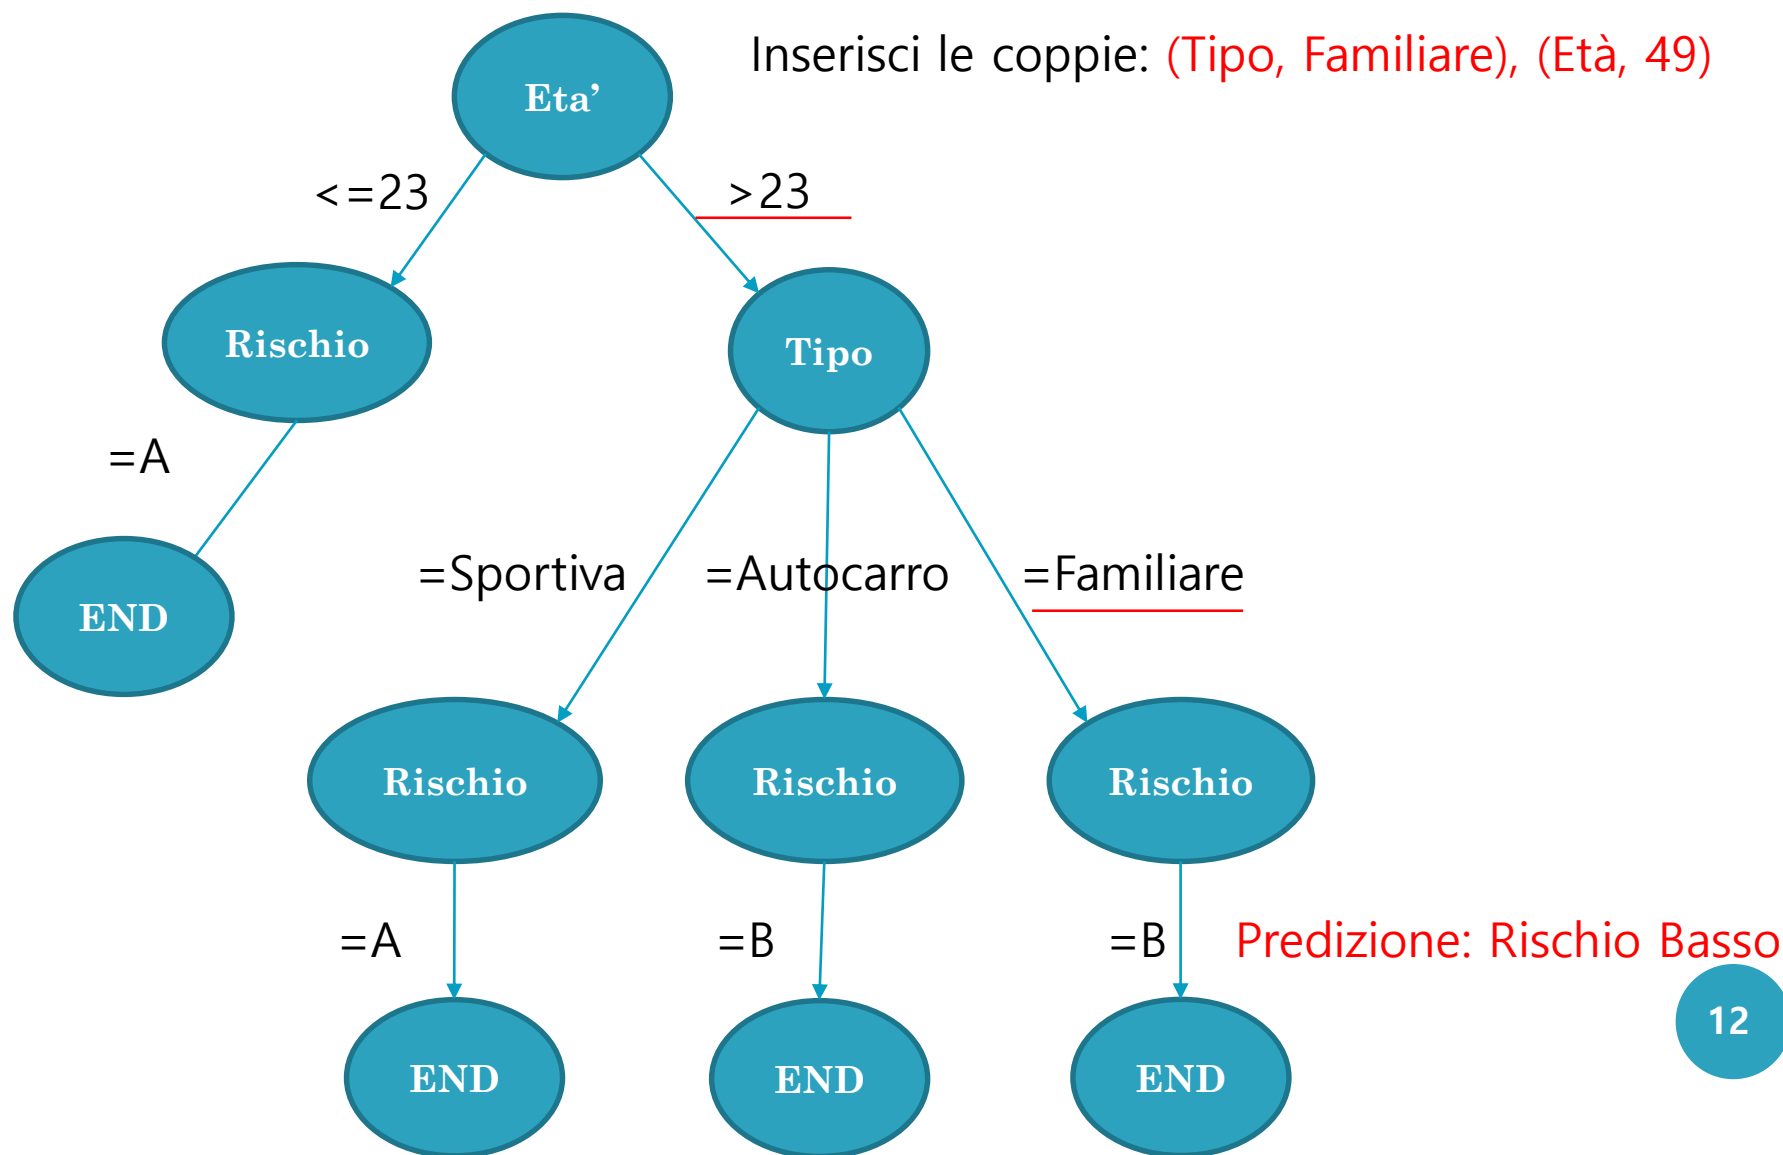 Inserisci le coppie: (Tipo, Familiare), (Età, 49)
Eta’
<=23
>23
Rischio
Tipo
=A
=Sportiva
=Autocarro
=Familiare
END
Rischio
Rischio
Rischio
=A
=B
=B
Predizione: Rischio Basso
12
END
END
END